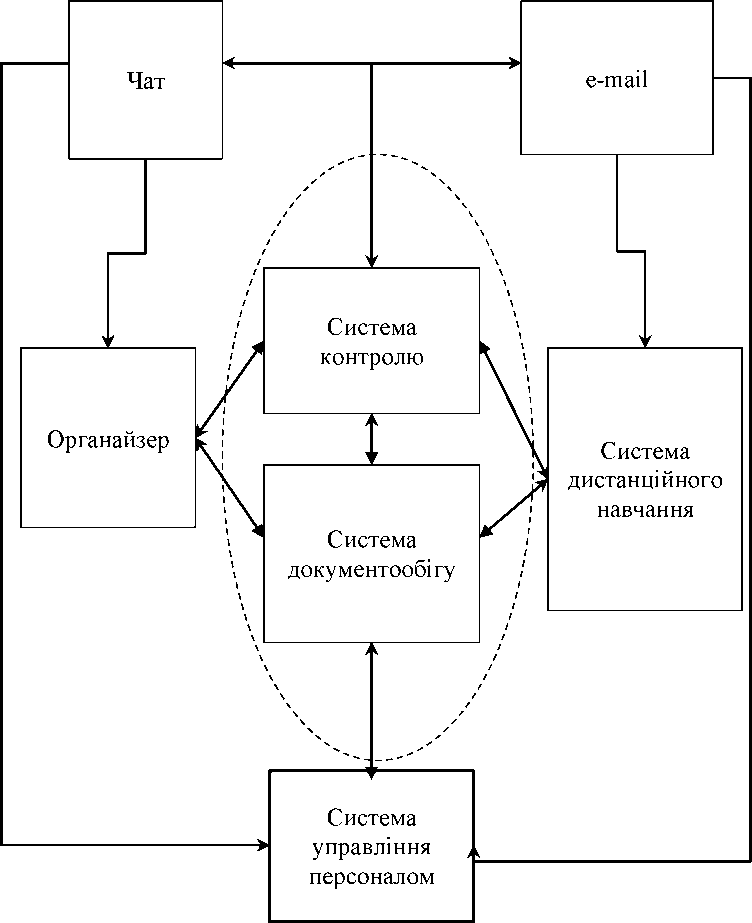 Чат
e-mail
Система
контролю
Органайзер
Система
дистанційного
навчання
Система
документообігу
Система
управління
персоналом